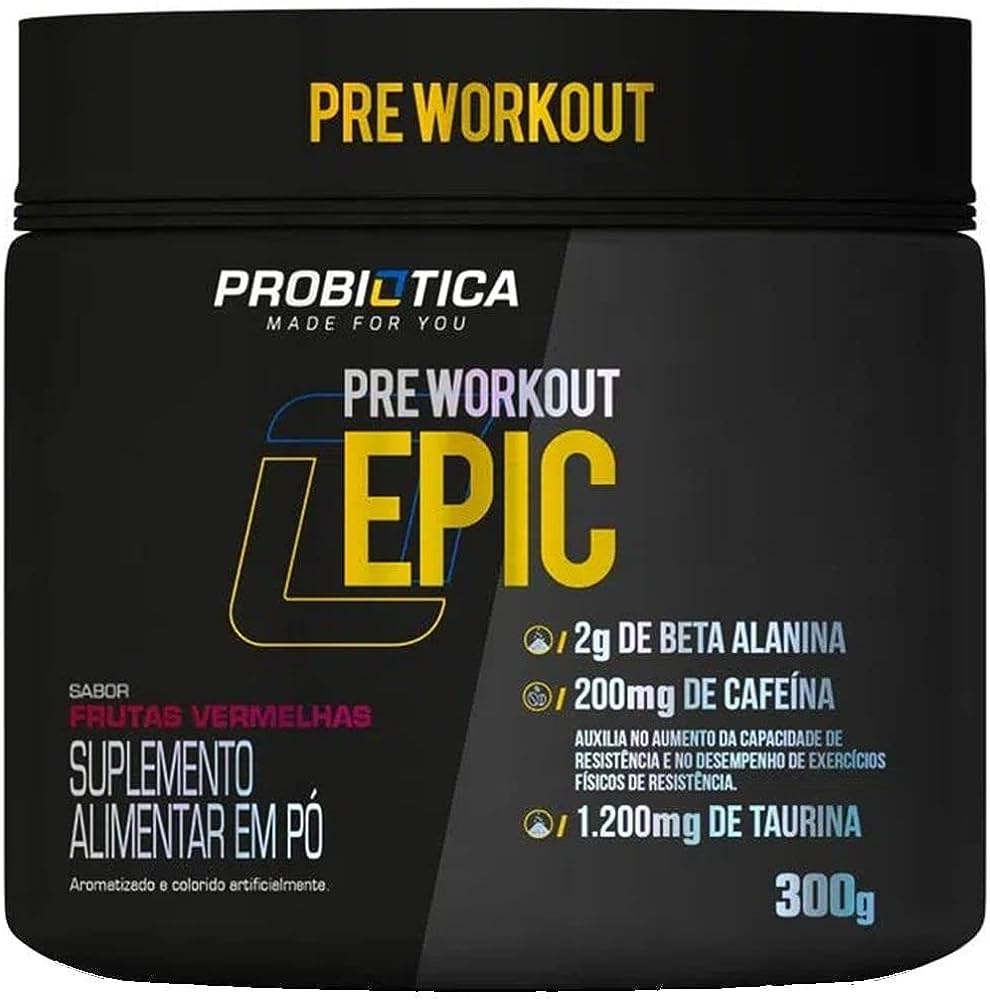 PRE WORKOUT
PROBIOTICA
MADE FOR YOU
PRE WORKOUT
EPIC
2g DE BETA ALANINA
200mg DE CAFEÍNA
AUXILIA NO AUMENTO DA CAPACIDADE DE
RESISTÊNCIA E NO DESEMPENHO DE EXERCÍCIOS
FÍSICOS DE RESISTÊNCIA.
1.200mg DE TAURINA
SABOR
FRUTAS VERMELHAS
SUPLEMENTO
ALIMENTAR EM PÓ
Aromatizado e colorido artificialmente.
300g